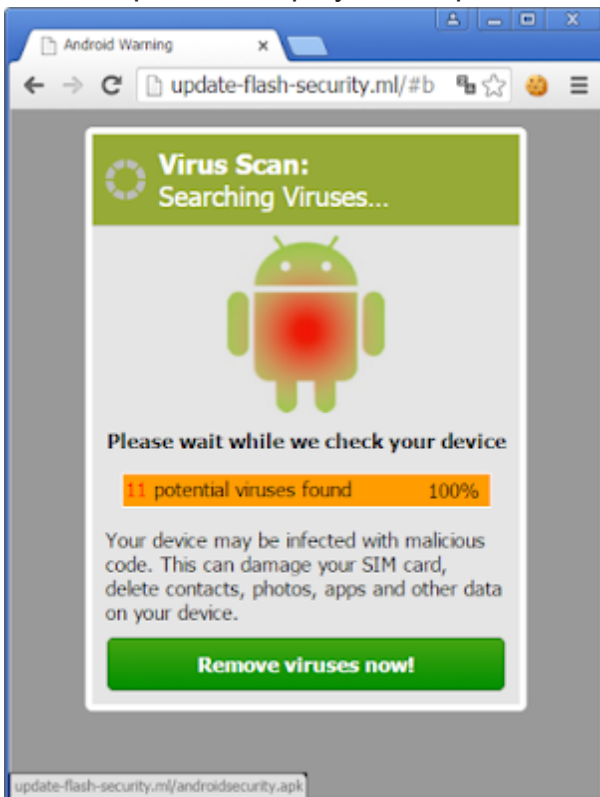 Android Warning
update-flash-security.ml/#b
Virus Scan:
Searching Viruses...
Please wait while we check your device
11 potential viruses found 100%
Your device may be infected with malicious
code. This can damage your SIM card,
delete contacts, photos, apps and other data
on your device.
Remove viruses now!
update-flash-security.ml/androidsecurity.apk